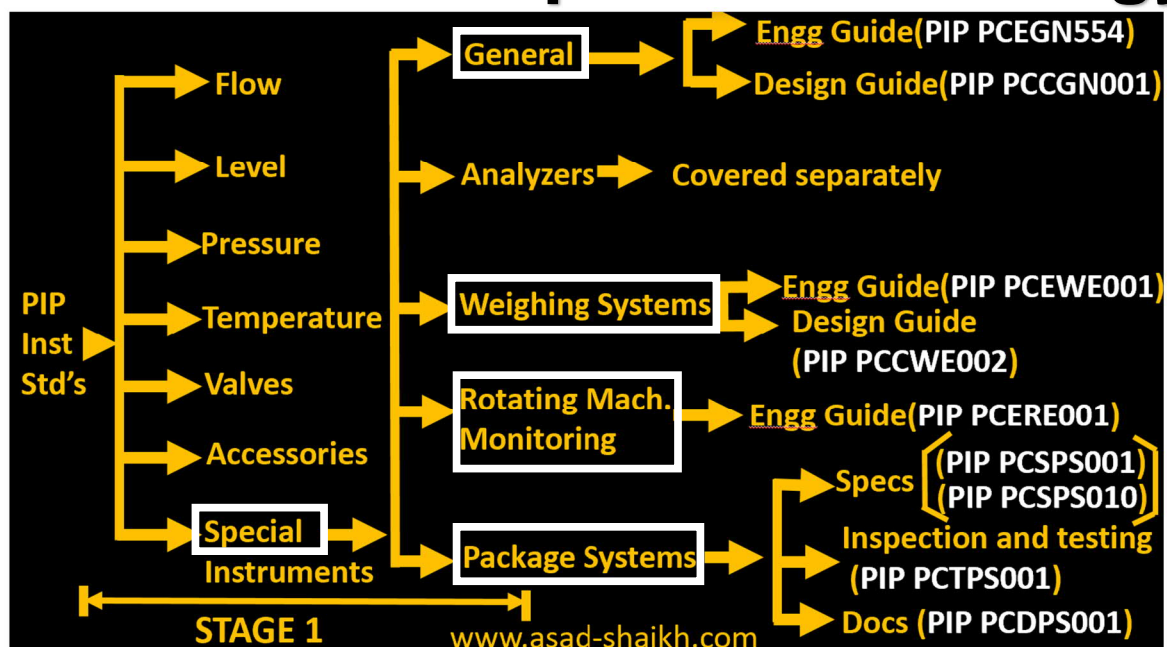 Engg Guide(PIP PCEGN554)
General
Flow
Design Guide(PIP PCCGN001)
Level
Analyzers
Covered separately
Pressure
PIP
Inst
Std's
Temperature
Weighing Systems
Engg Guide(PIP PCEWE001)
Design Guide
(PIP PCCWE002)
Valves
Rotating Mach.
Monitoring
Engg Guide(PIP PCERE001)
Accessories
Specs
(PIP PCSPS001)
(PIP PCSPS010)
Special
Instruments
Package Systems
Inspection and testing
(PIP PCTPS001)
Docs (PIP PCDPS001)
STAGE 1
www.asad-shaikh.com